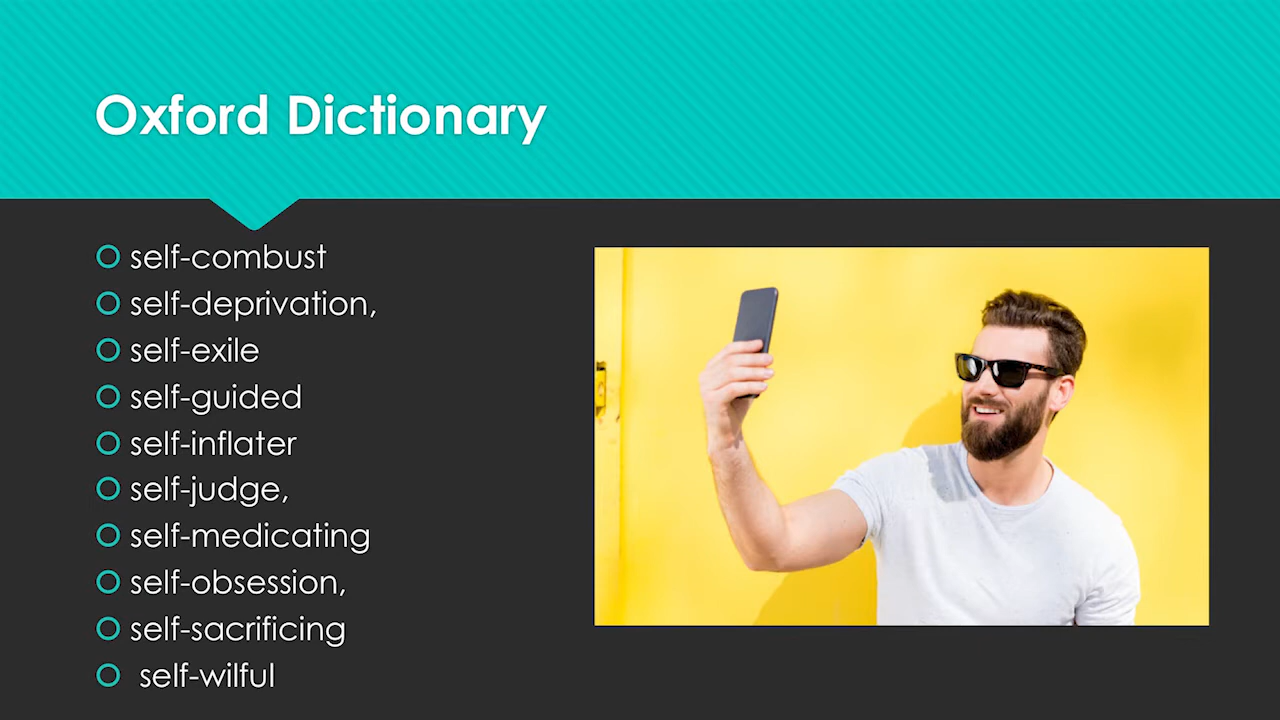 Oxford Dictionary
self-combust
self-deprivation,
self-exile
self-guided
self-inflater
self-judge,
self-medicating
self-obsession,
self-sacrificing
self-wilful